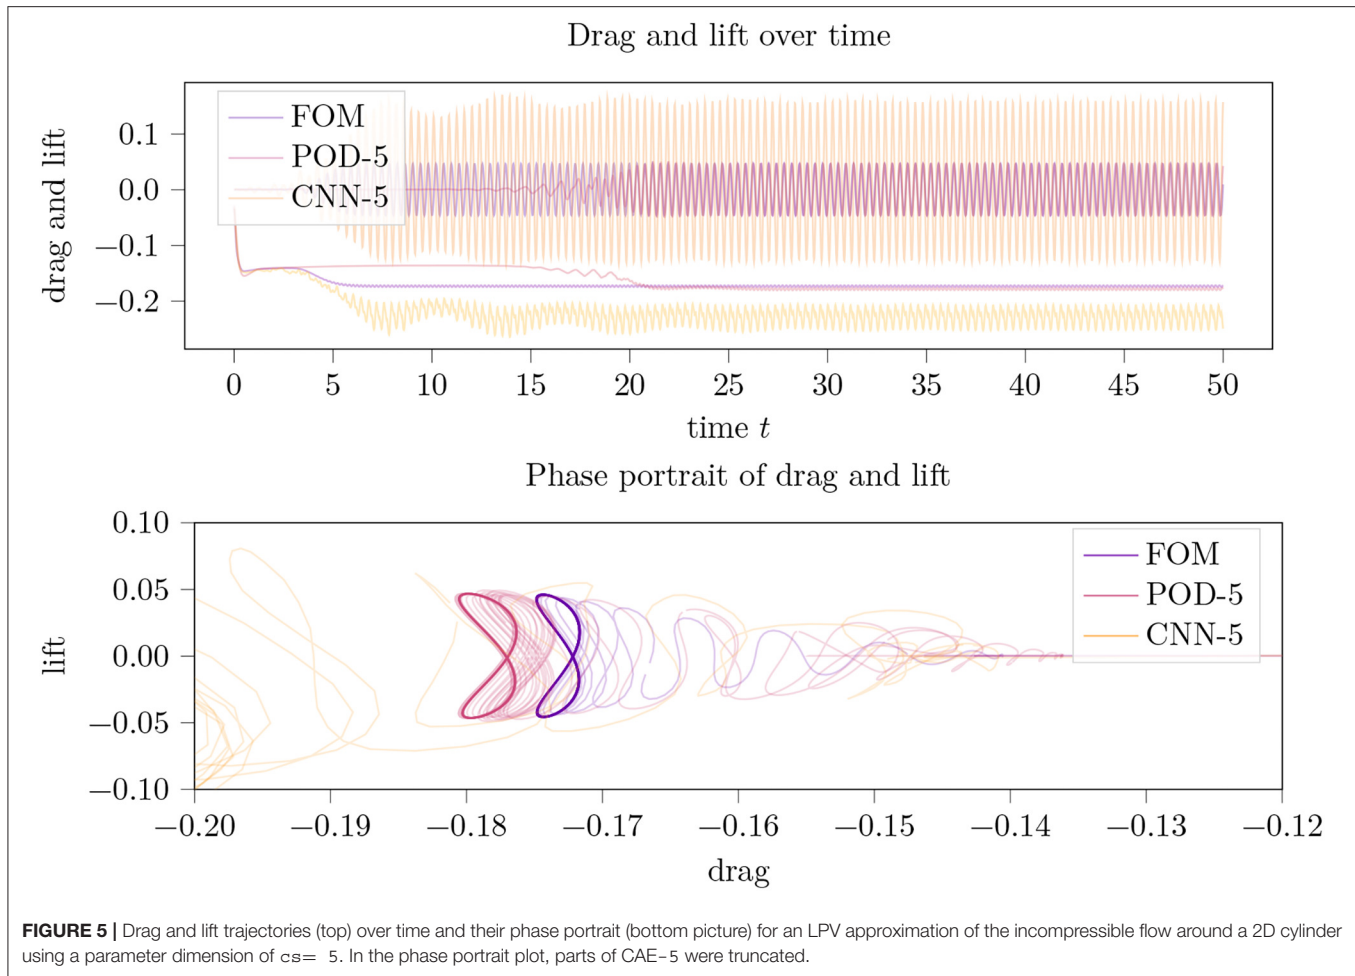 Drag and lift over time
drag and lift
FOM
POD-5
CNN-5
0.1
0.0
−0.1
−0.2
0 5 10 15 20 25 30 35 40 45 50
time t
Phase portrait of drag and lift
lift
FOM
POD-5
CNN-5
0.10
0.05
0.00
−0.05
−0.10
−0.20 −0.19 −0.18 −0.17 −0.16 −0.15 −0.14 −0.13 −0.12
drag
FIGURE 5 | Drag and lift trajectories (top) over time and their phase portrait (bottom picture) for an LPV approximation of the incompressible flow around a 2D cylinder
using a parameter dimension of cs= 5. In the phase portrait plot, parts of CAE-5 were truncated.